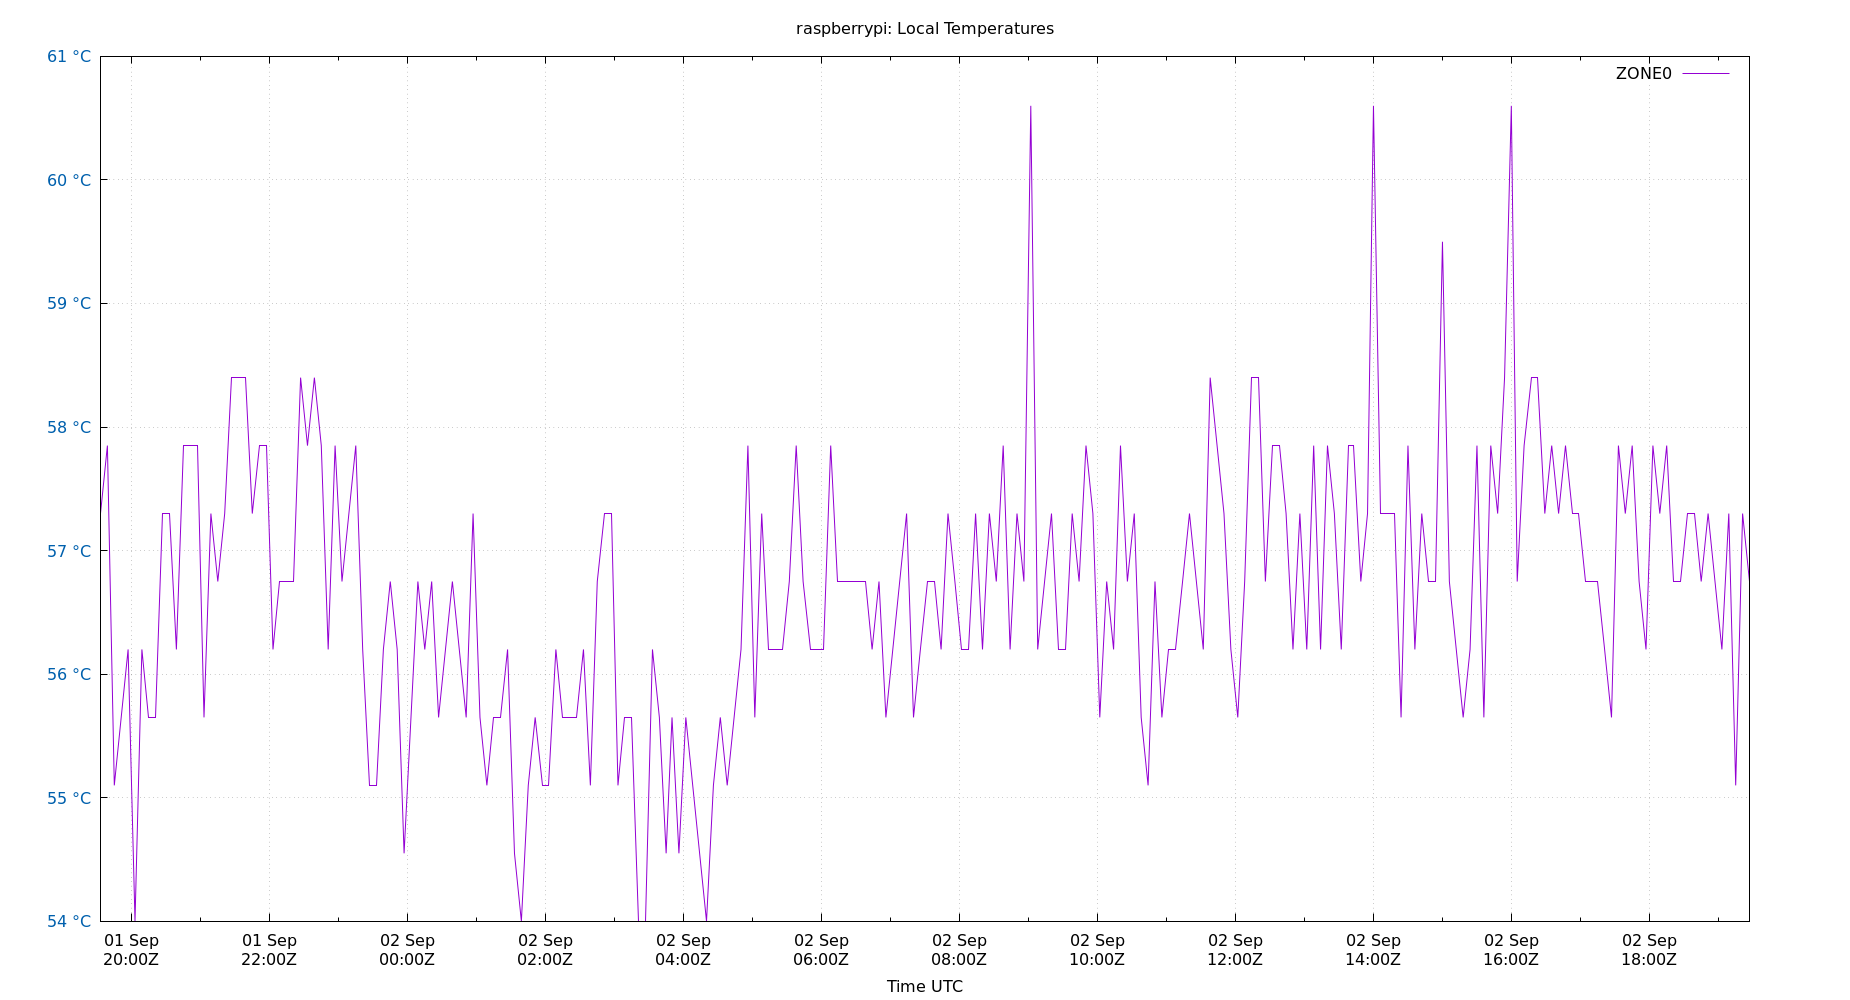 raspberrypi: Local Temperatures
61 °C
ZONE0
60 °C
59 °C
58 °C
57 °C
56 °C
55 °C
54 °C
01 Sep 01 Sep 02 Sep 02 Sep 02 Sep 02 Sep 02 Sep 02 Sep 02 Sep 02 Sep 02 Sep 02 Sep
20:00Z 22:00Z 00:00Z 02:00Z 04:00Z 06:00Z 08:00Z 10:00Z 12:00Z 14:00Z 16:00Z 18:00Z
Time UTC